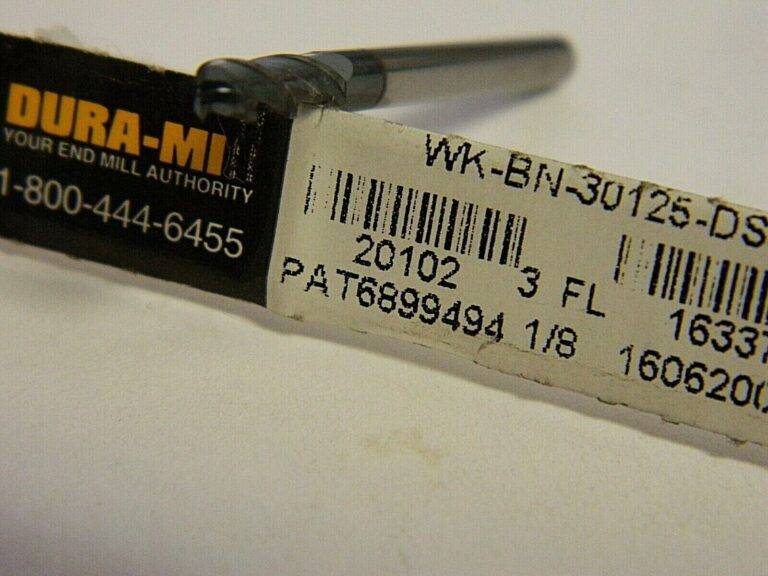 DURA-MILL
YOUR END MILL AUTHORITY
1-800-444-6455
WK-BN-30125-DS
20102 3 FL
PAT6899494 1/8